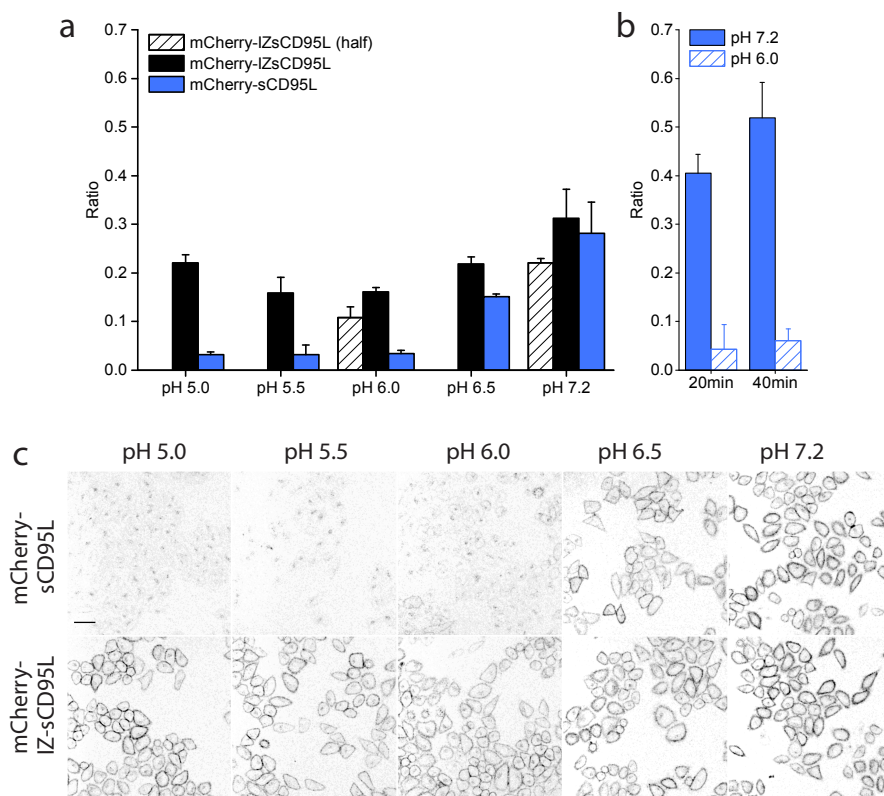 a
0.7
0.6
0.5
0.4
0.3
0.2
0.1
0.0
Ratio
mCherry-IZsCD95L (half)
mCherry-IZsCD95L
mCherry-sCD95L
pH 5.0
pH 5.5
pH 6.0
pH 6.5
pH 7.2
b
0.7
0.6
0.5
0.4
0.3
0.2
0.1
0.0
Ratio
pH 7.2
pH 6.0
20min
40min
c
pH 5.0
pH 5.5
pH 6.0
pH 6.5
pH 7.2
mCherry-
sCD95L
mCherry-
IZ-sCD95L